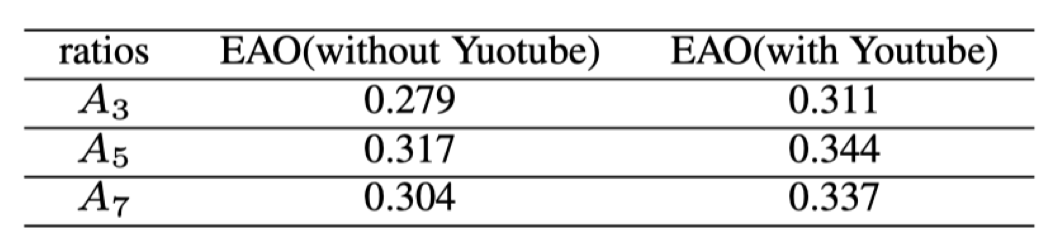 ratios EAO(without Yuotube) EAO(with Youtube)
A3 0.279 0.311
A5 0.317 0.344
A7 0.304 0.337